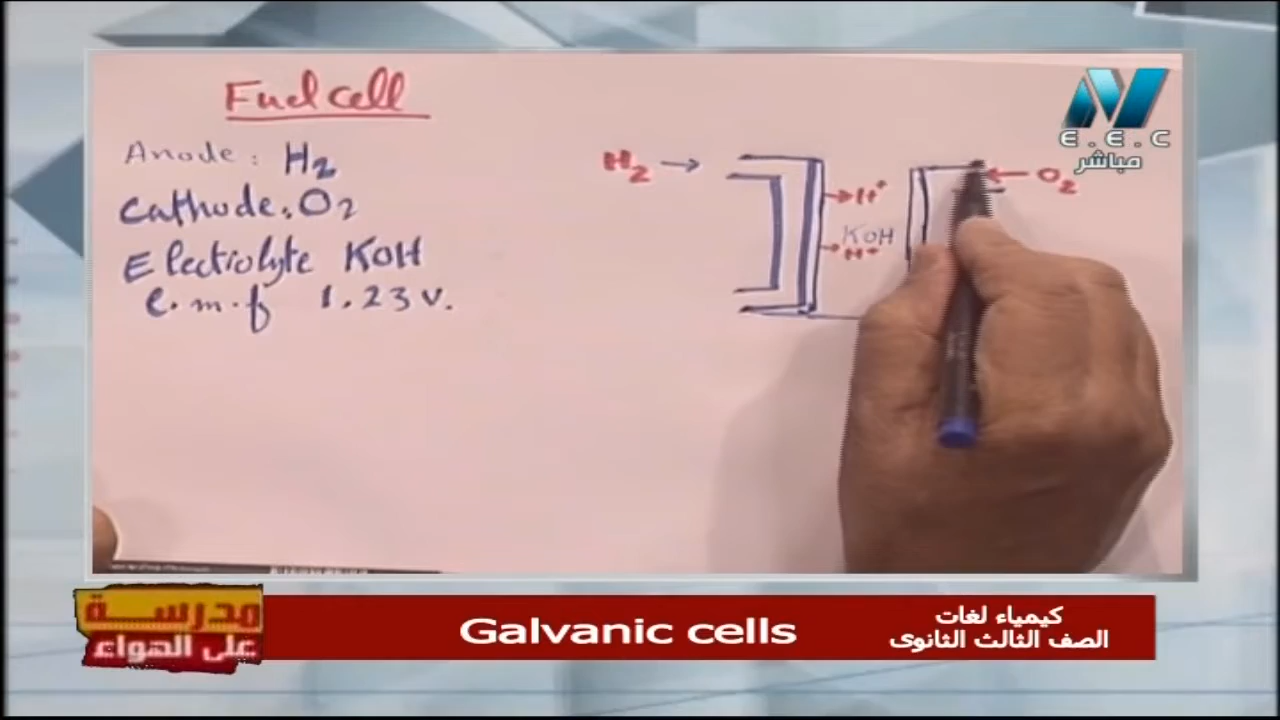 Fuel cell
Anode: H2
Cathode: O2
Electrolyte KOH
e.m.f 1.23 v.
H2 → → H+
KOH
→ H+
← O2
E.E.C
مباشر
مدرسة
على الهواء
Galvanic cells
كيمياء لغات
الصف الثالث الثانوى